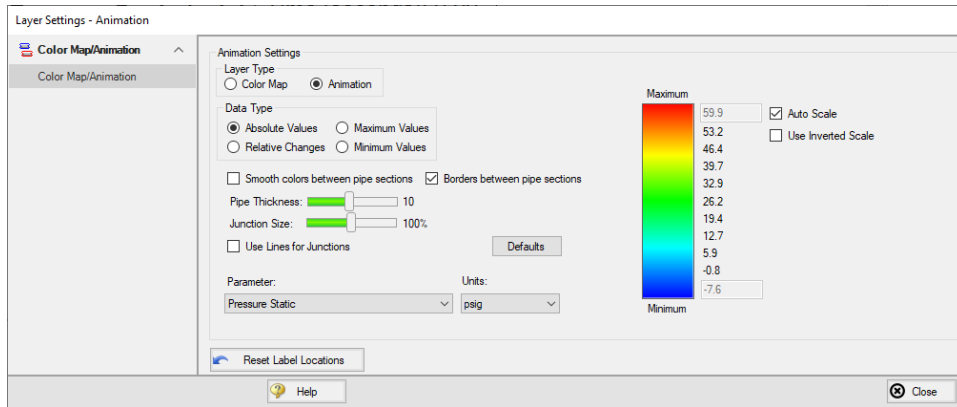 Layer Settings - Animation
Color Map/Animation
Color Map/Animation
Animation Settings
Layer Type
Color Map Animation
Data Type
Absolute Values Maximum Values
Relative Changes Minimum Values
Smooth colors between pipe sections Borders between pipe sections
Pipe Thickness: 10
Junction Size: 100%
Use Lines for Junctions Defaults
Parameter: Units:
Pressure Static psig
Maximum
59.9 Auto Scale
53.2 Use Inverted Scale
46.4
39.7
32.9
26.2
19.4
12.7
5.9
-0.8
-7.6
Minimum
Reset Label Locations
Help Close